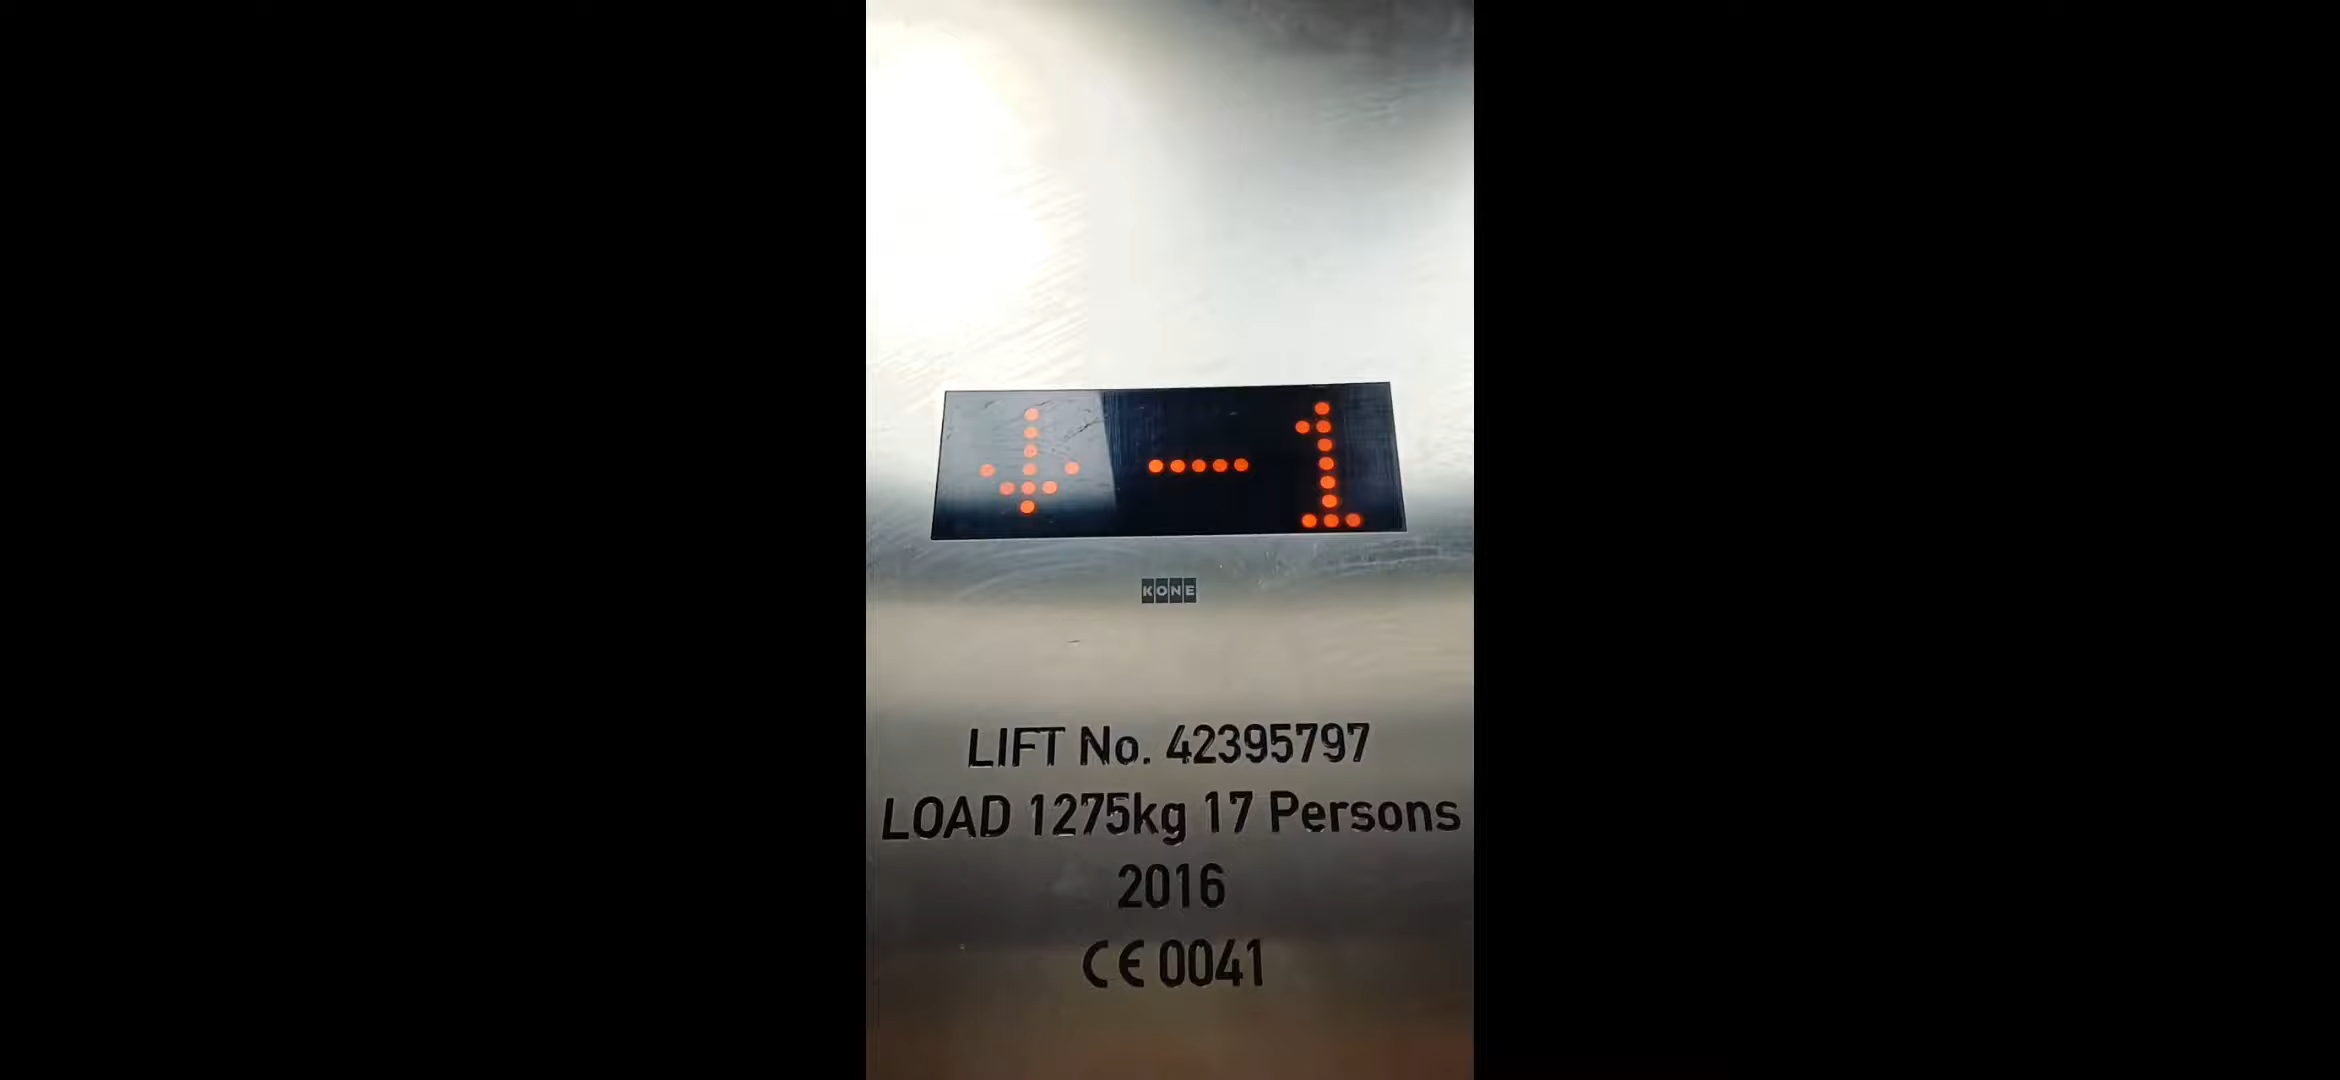 ↓ -1
KONE
LIFT No. 42395797
LOAD 1275kg 17 Persons
2016
CE 0041